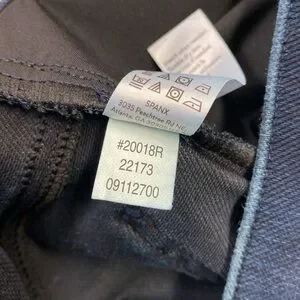 SPANX
3035 Peachtree Rd NE
Atlanta, GA
#20018R
22173
09112700